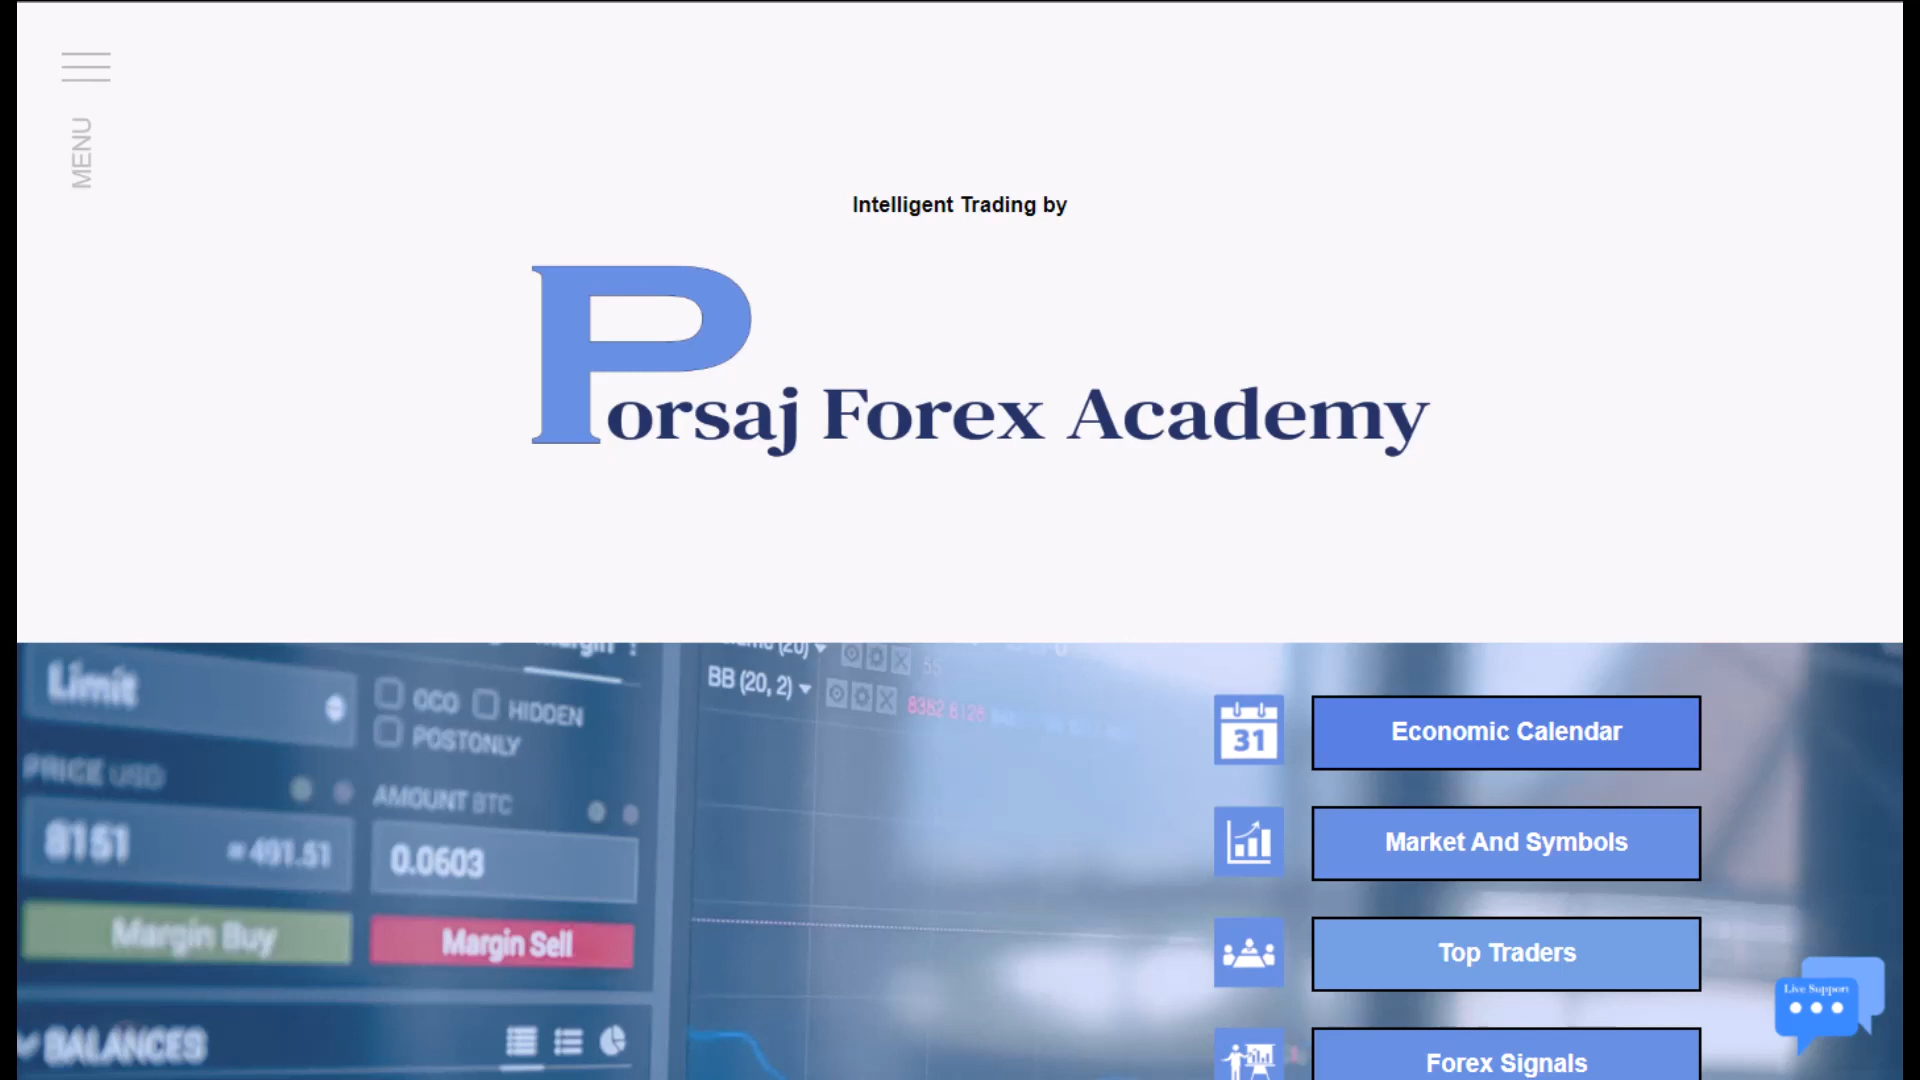 MENU
Intelligent Trading by
Porsaj Forex Academy
BB (20, 2)
Limit
OCO
HIDDEN
POSTONLY
PRICE USD
AMOUNT BTC
8151
≈491.51
0.0603
Margin Buy
Margin Sell
BALANCES
31
Economic Calendar
Market And Symbols
Top Traders
Forex Signals
Live Support